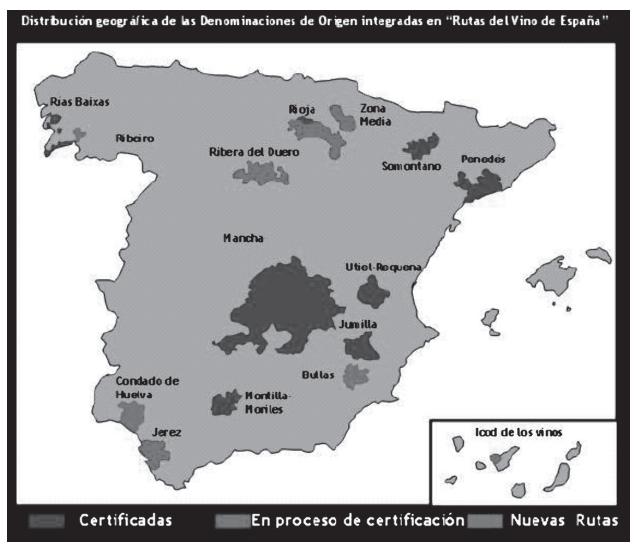 Distribución geográfica de las Denominaciones de Origen integradas en “Rutas del Vino de España”
Rías Baixas
Ribeiro
Rioja
Zona
Media
Ribera del Duero
Somontano
Penedés
Mancha
Utiel-Requena
Jumilla
Bullas
Condado de
Huelva
Montilla-
Moriles
Jerez
Icod de los vinos
Certificadas
En proceso de certificación
Nuevas Rutas